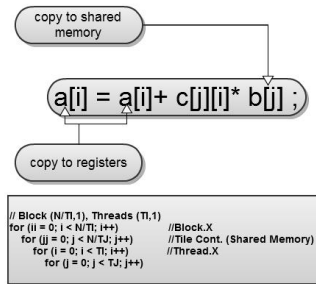 copy to shared
memory
a[i] = a[i]+ c[j][i]* b[j] ;
copy to registers
// Block (N/TI,1), Threads (TI,1)
for (ii = 0; i < N/TI; i++) //Block.X
for (jj = 0; j < N/TJ; j++) //Tile Cont. (Shared Memory)
for (i = 0; i < TI; i++) //Thread.X
for (j = 0; j < TJ; j++)